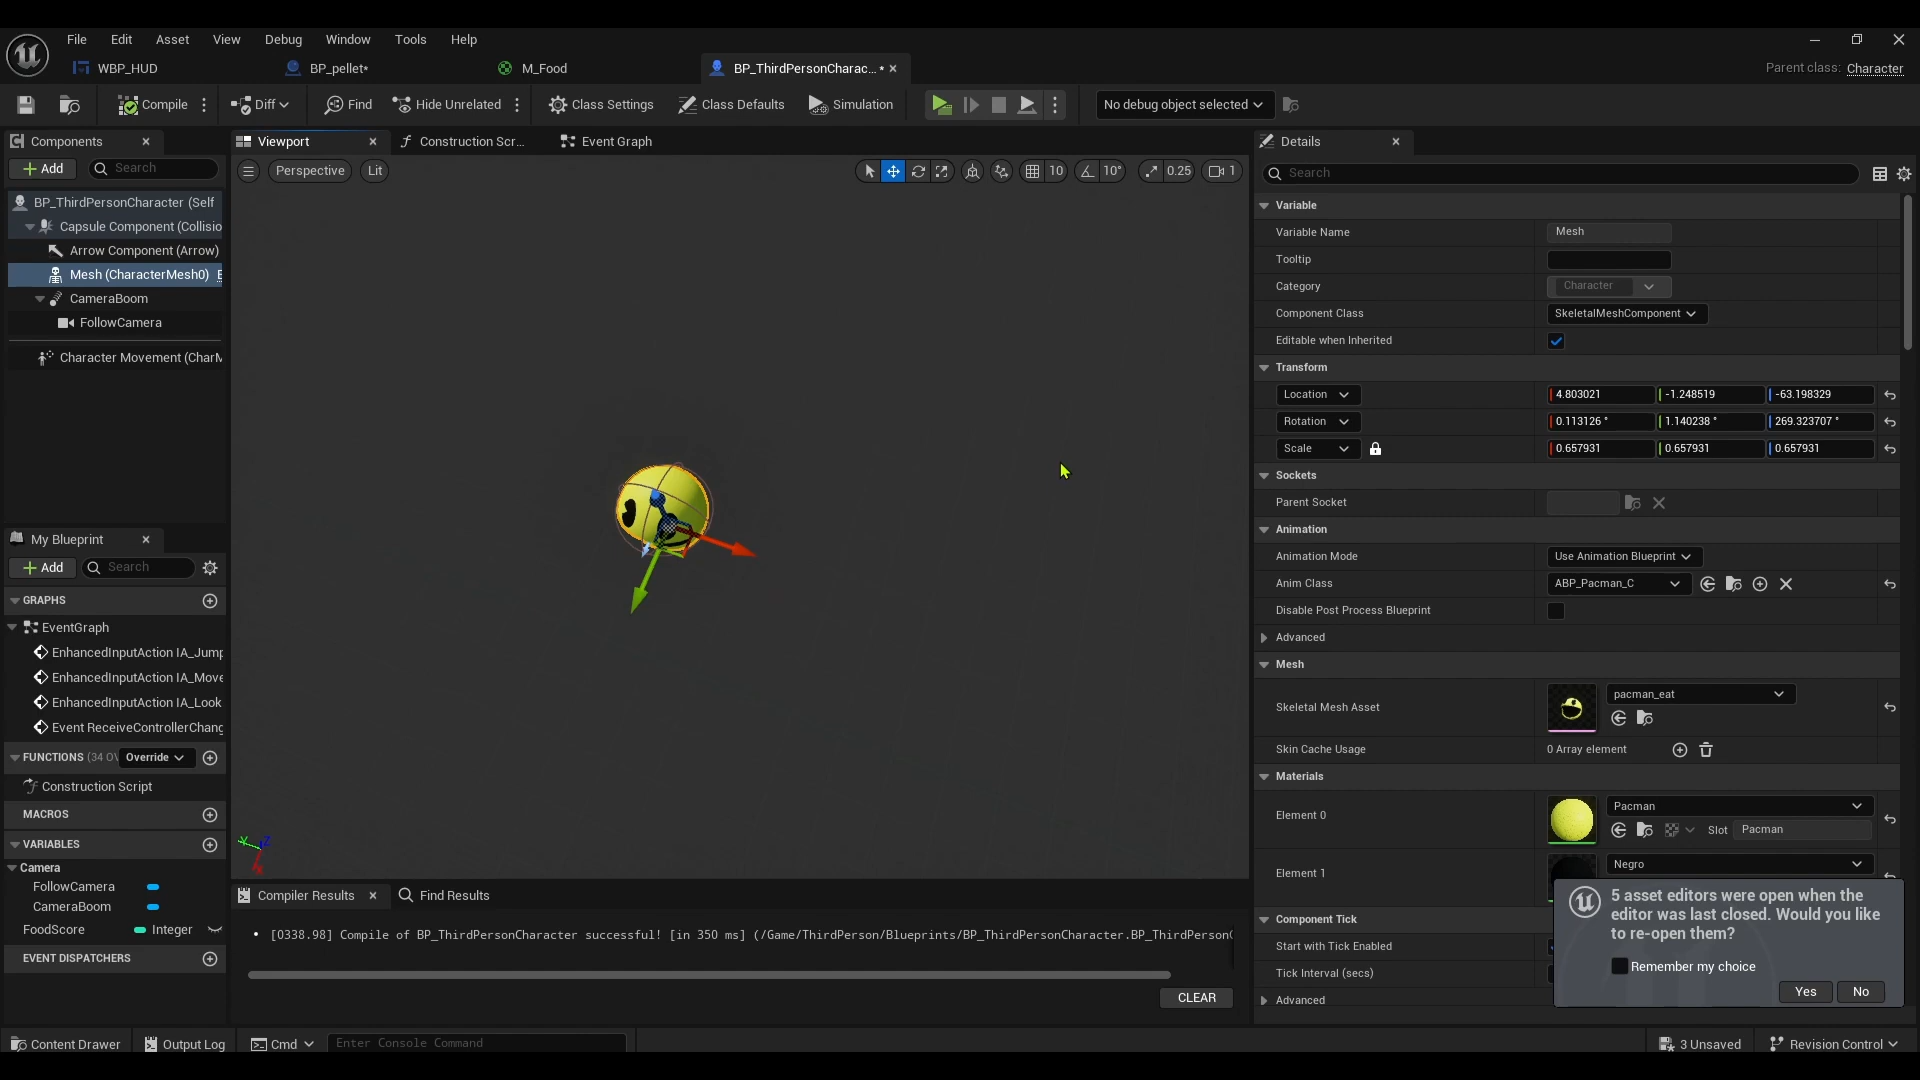 File Edit Asset View Debug Window Tools Help
WBP_HUD BP_pellet* M_Food BP_ThirdPersonCharac... * Parent class: Character
Compile Diff Find Hide Unrelated Class Settings Class Defaults Simulation No debug object selected
Components
Add Search
BP_ThirdPersonCharacter (Self
Capsule Component (Collisio
Arrow Component (Arrow)
Mesh (CharacterMesh0) E
CameraBoom
FollowCamera
Character Movement (CharM
My Blueprint
Add Search
GRAPHS
EventGraph
EnhancedInputAction IA_Jump
EnhancedInputAction IA_Move
EnhancedInputAction IA_Look
Event ReceiveControllerChang
FUNCTIONS (34 OV Override
Construction Script
MACROS
VARIABLES
Camera
FollowCamera
CameraBoom
FoodScore Integer
EVENT DISPATCHERS
Viewport Construction Scr... Event Graph
Perspective Lit 10 10° 0.25 1
Y Z
X
Compiler Results Find Results
• [0338.98] Compile of BP_ThirdPersonCharacter successful! [in 350 ms] (/Game/ThirdPerson/Blueprints/BP_ThirdPersonCharacter.BP_ThirdPersonC
CLEAR
Details
Search
Variable
Variable Name Mesh
Tooltip
Category Character
Component Class SkeletalMeshComponent
Editable when Inherited
Transform
Location 4.803021 -1.248519 -63.198329
Rotation 0.113126 ° 1.140238 ° 269.323707 °
Scale 0.657931 0.657931 0.657931
Sockets
Parent Socket
Animation
Animation Mode Use Animation Blueprint
Anim Class ABP_Pacman_C
Disable Post Process Blueprint
Advanced
Mesh
Skeletal Mesh Asset pacman_eat
Skin Cache Usage 0 Array element
Materials
Element 0 Pacman
Slot Pacman
Element 1 Negro
Component Tick
Start with Tick Enabled
Tick Interval (secs)
Advanced
5 asset editors were open when the
editor was last closed. Would you like
to re-open them?
Remember my choice
Yes No
Content Drawer Output Log Cmd Enter Console Command 3 Unsaved Revision Control